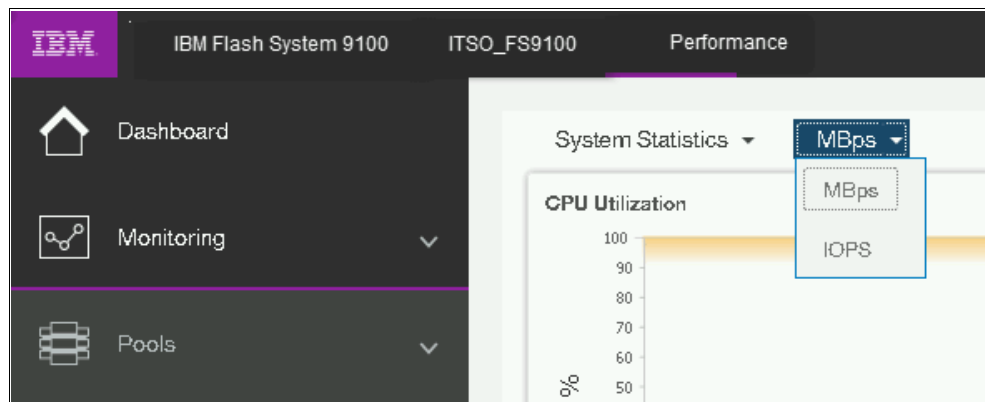 IBM IBM Flash System 9100 ITSO_FS9100 Performance
Dashboard
System Statistics MBps
MBps
IOPS
CPU Utilization
Monitoring
Pools
100
90
80
70
60
50
%